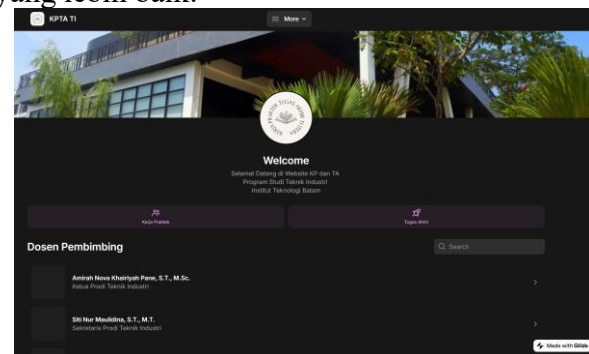 yang lebih baik.
KPTA TI
More
Welcome
Selamat Datang di Website KP dan TA
Program Studi Teknik Industri
Institut Teknologi Batam
Kerja Praktek
Tugas Akhir
Dosen Pembimbing
Search
Amirah Nova Khairiyah Pane, S.T., M.Sc.
Ketua Prodi Teknik Industri
Siti Nur Maulidina, S.T., M.T.
Sekretaris Prodi Teknik Industri
Made with Glide